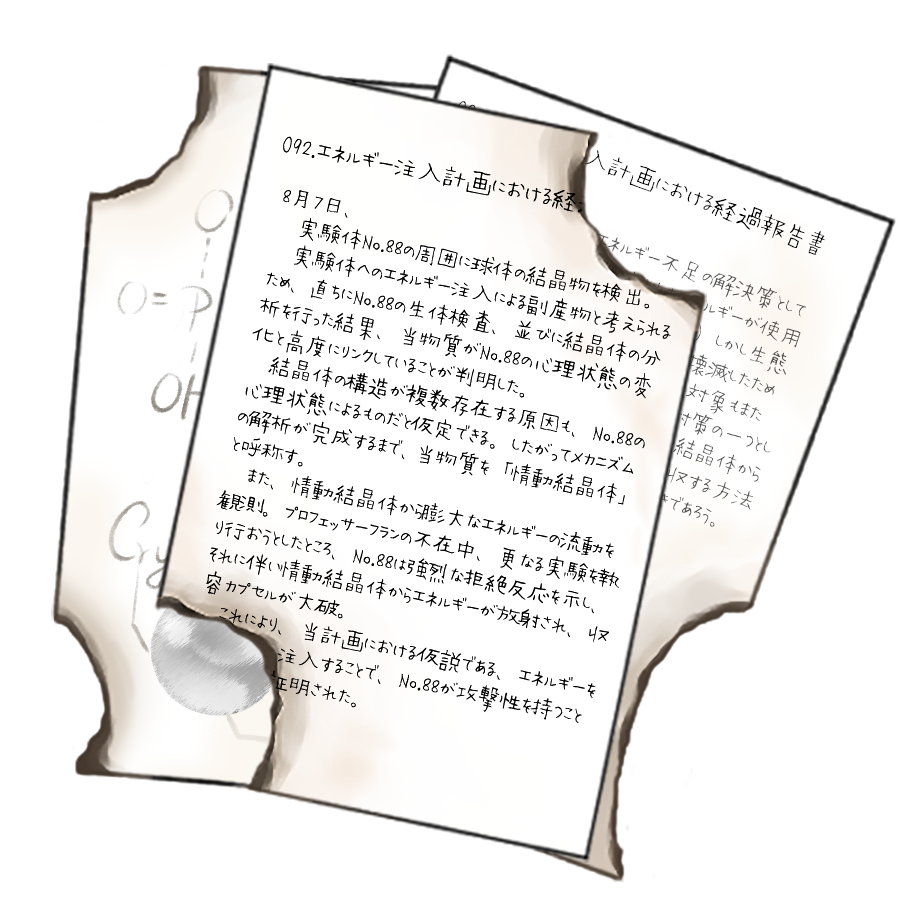 092.エネルギー注入計画における経
8月7日、
実験体No.88の周囲に球体の結晶物を検出。
実験体へのエネルギー注入による副産物と考えられる
ため、直ちにNo.88の生体検査、並びに結晶体の分
析を行った結果、当物質がNo.88の心理状態の変
化と高度にリンクしていることが判明した。
結晶体の構造が複数存在する原因も、No.88の
心理状態によるものだと仮定できる。したがってメカニズム
の解析が完成するまで、当物質を「情動結晶体」
と呼称す。
また、情動結晶体から膨大なエネルギーの流動を
観測。プロフェッサーフランの不在中、更なる実験を執
り行おうとしたところ、No.88は強烈な拒絶反応を示し、
それに伴い情動結晶体からエネルギーが放射され、収
容カプセルが大破。
これにより、当計画における仮説である、エネルギーを
注入することで、No.88が攻撃性を持つこと
証明された。
入計画における経過報告書
エネルギー不足の解決策として
ルギーが使用
しかし生態
壊滅したため
対象もまた
対策の一つとし
結晶体から
収する方法
きであろう。
O
O=P
OH
Cry